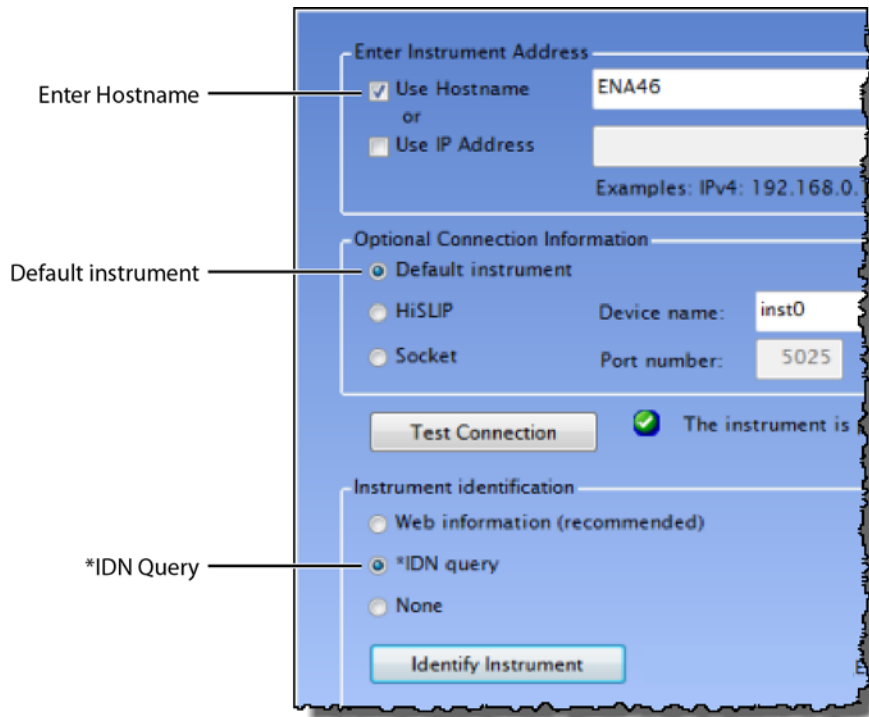 Enter Instrument Address
Enter Hostname
Use Hostname
ENA46
or
Use IP Address
Examples: IPv4: 192.168.0.
Optional Connection Information
Default instrument
Default instrument
HiSLIP
Device name:
inst0
Socket
Port number:
5025
Test Connection
The instrument is
Instrument identification
Web information (recommended)
*IDN Query
*IDN query
None
Identify Instrument